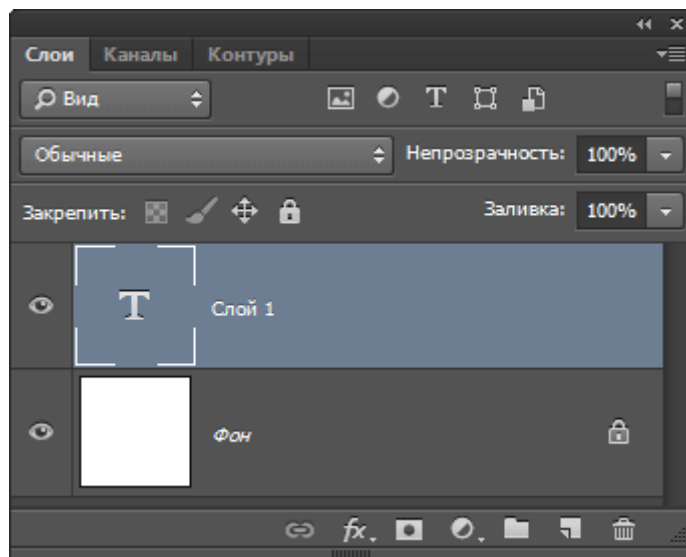 Слои Каналы Контуры
Вид
Обычные Непрозрачность: 100%
Закрепить: Заливка: 100%
T Слой 1
Фон
fx